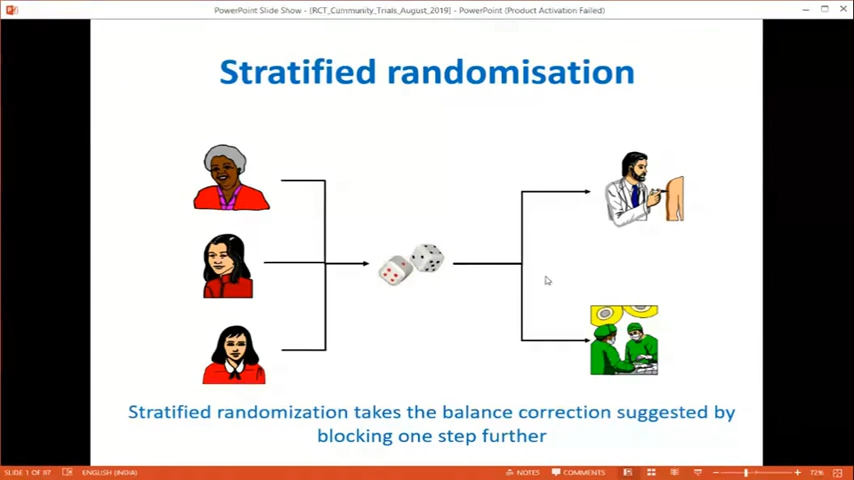 PowerPoint Slide Show - [RCT_Cummunity_Trials_August_2019] - PowerPoint (Product Activation Failed)
Stratified randomisation
Stratified randomization takes the balance correction suggested by
blocking one step further
SLIDE 1 OF 87 ENGLISH (INDIA) NOTES COMMENTS 72%